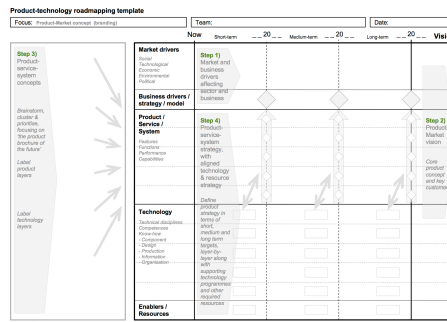 Product-technology roadmapping template
Focus: Product-Market concept (branding)
Team:
Date:
Now
Short-term
_ _ 20 _ _
Medium-term
_ _ 20 _ _
Long-term
_ _ 20 _ _
Visi
Step 3)
Product-
service-
system
concepts
Brainstorm,
cluster &
prioritise,
focusing on
'the product
brochure of
the future'
Label
product
layers
Label
technology
layers
Market drivers
Social
Technological
Economic
Environmental
Political
Business drivers /
strategy / model
Product /
Service /
System
Features
Functions
Performance
Capabilities
Technology
Technical disciplines
Competences
Know-how
- Component
- Design
- Production
- Information
- Organisation
Enablers /
Resources
Step 1)
Market and
business
drivers
affecting
sector and
business
Step 4)
Product-
service-
system
strategy,
with
aligned
technology
& resource
strategy
Define
product
strategy in
terms of
short,
medium and
long term
targets,
layer-by-
layer along
with
supporting
technology
programmes
and other
required
resources
Step 2)
Product
Market
vision
Core
product
concept
and key
customer